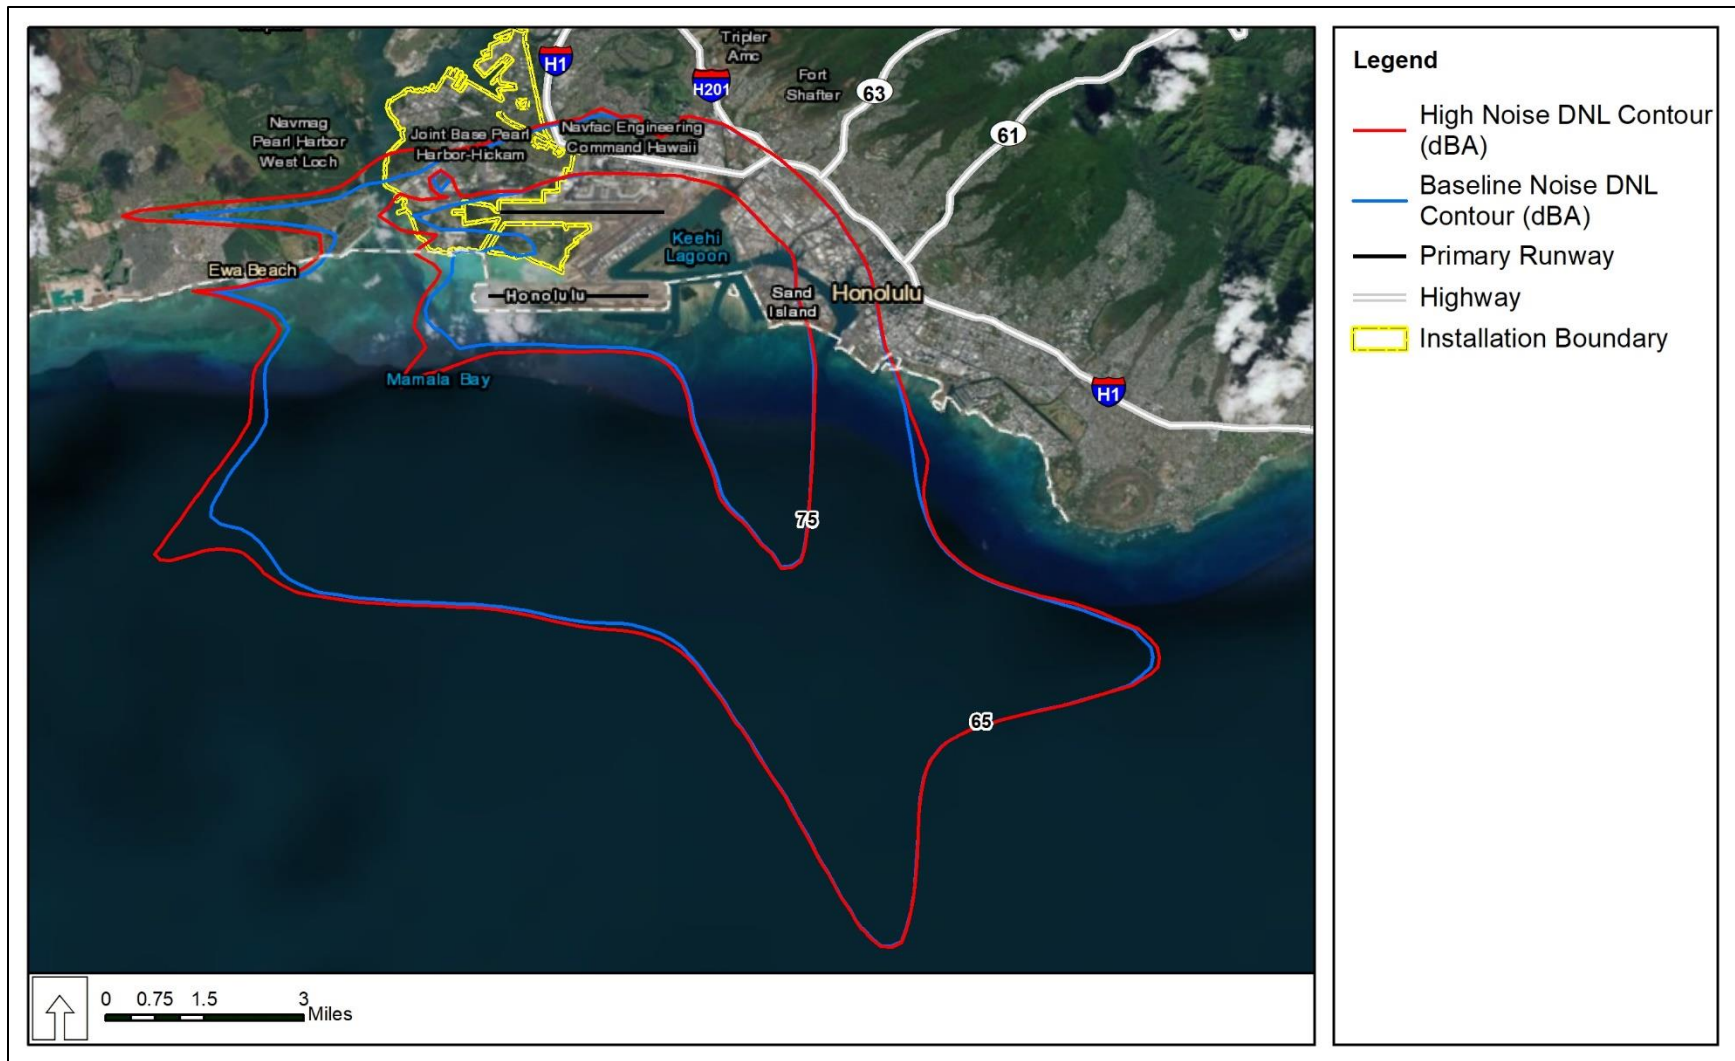 H1
Tripler
Amc
H201
Fort
Shafter
63
61
Navmag
Pearl Harbor
West Loch
Joint Base Pearl
Harbor-Hickam
Navfac Engineering
Command Hawaii
Keehi
Lagoon
Ewa Beach
Honolulu
Sand
Island
Honolulu
Mamala Bay
H1
75
65
0 0.75 1.5 3
Miles
Legend
High Noise DNL Contour
(dBA)
Baseline Noise DNL
Contour (dBA)
Primary Runway
Highway
Installation Boundary